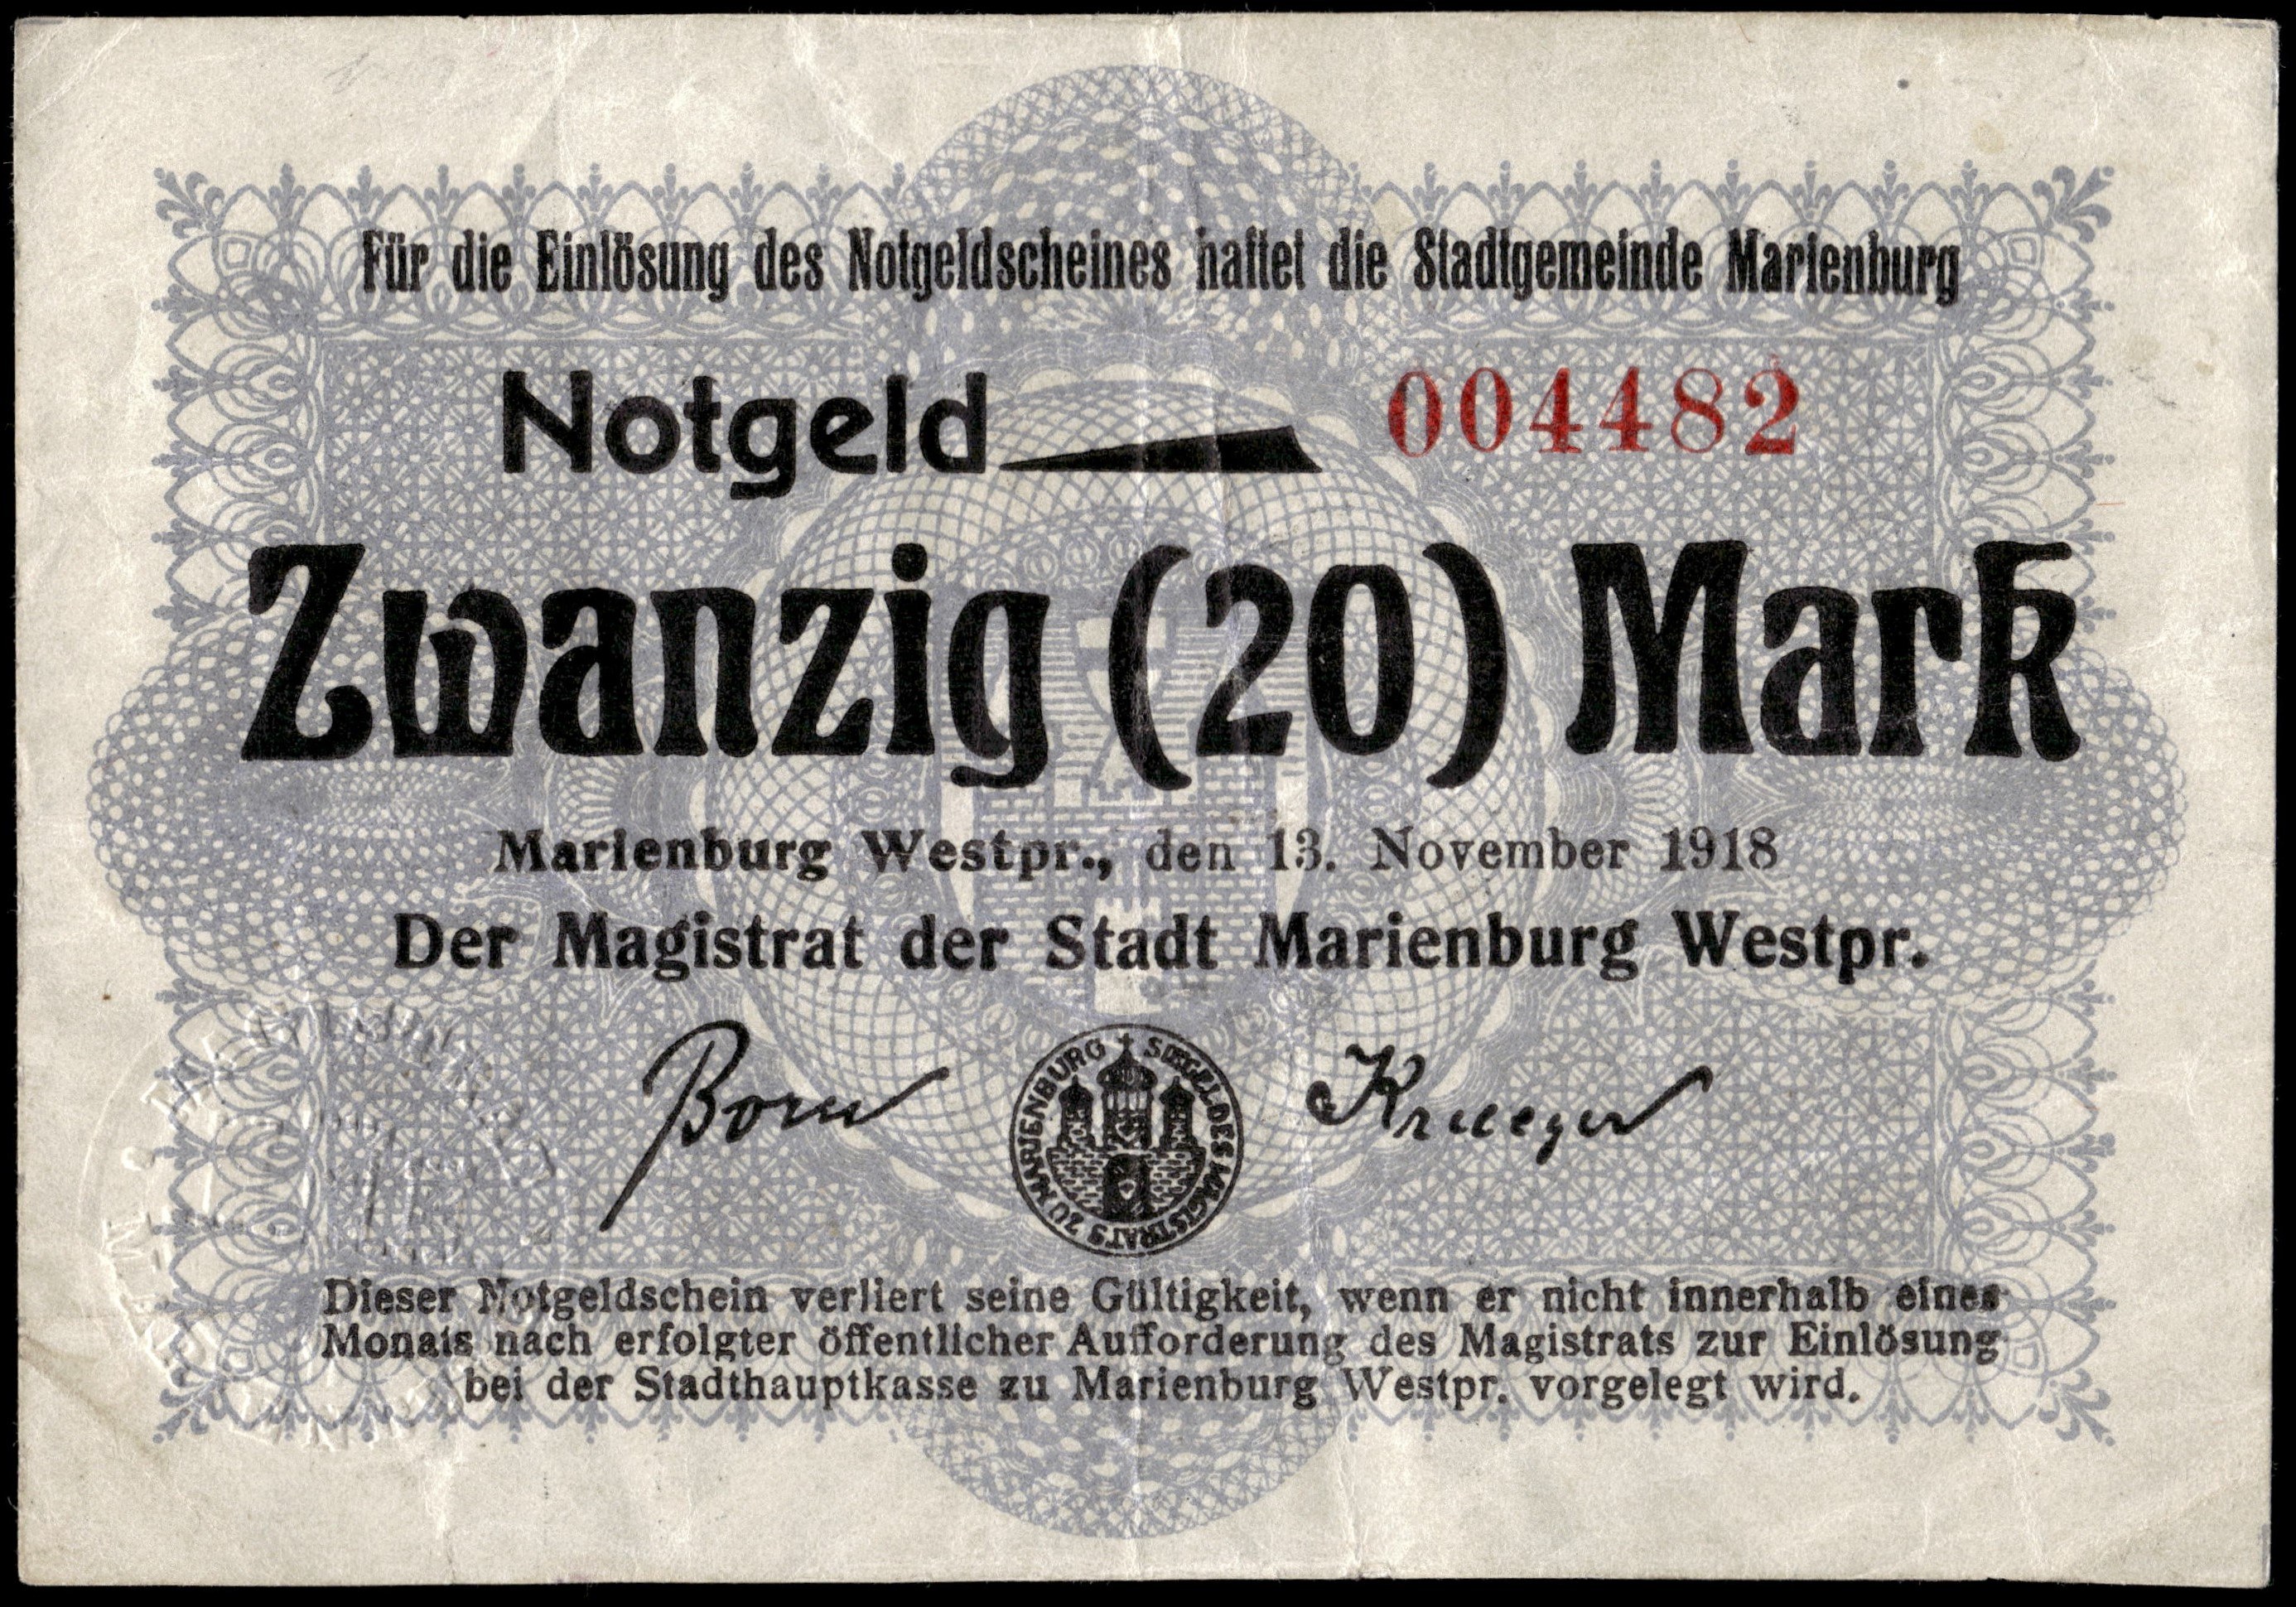 Für die Einlösung des Notgeldscheines haftet die Stadtgemeinde Marienburg
Notgeld 004482
Zwanzig (20) Mark
Marienburg Westpr., den 13. November 1918
Der Magistrat der Stadt Marienburg Westpr.
Born
Krueger
SIEGEL DES MAGISTRATS ZU MARIENBURG
Dieser Notgeldschein verliert seine Gültigkeit, wenn er nicht innerhalb eines
Monats nach erfolgter öffentlicher Aufforderung des Magistrats zur Einlösung
bei der Stadthauptkasse zu Marienburg Westpr. vorgelegt wird.